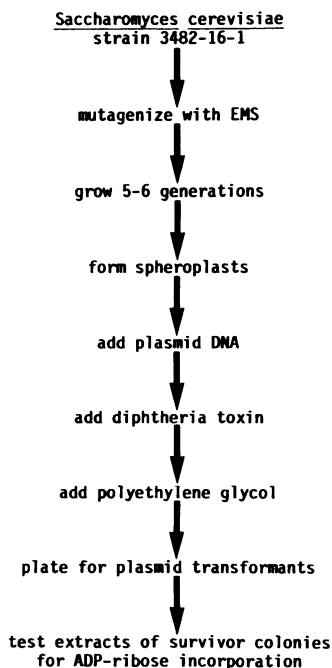 Saccharomyces cerevisiae
strain 3482-16-1
mutagenize with EMS
grow 5-6 generations
form spheroplasts
add plasmid DNA
add diphtheria toxin
add polyethylene glycol
plate for plasmid transformants
test extracts of survivor colonies
for ADP-ribose incorporation